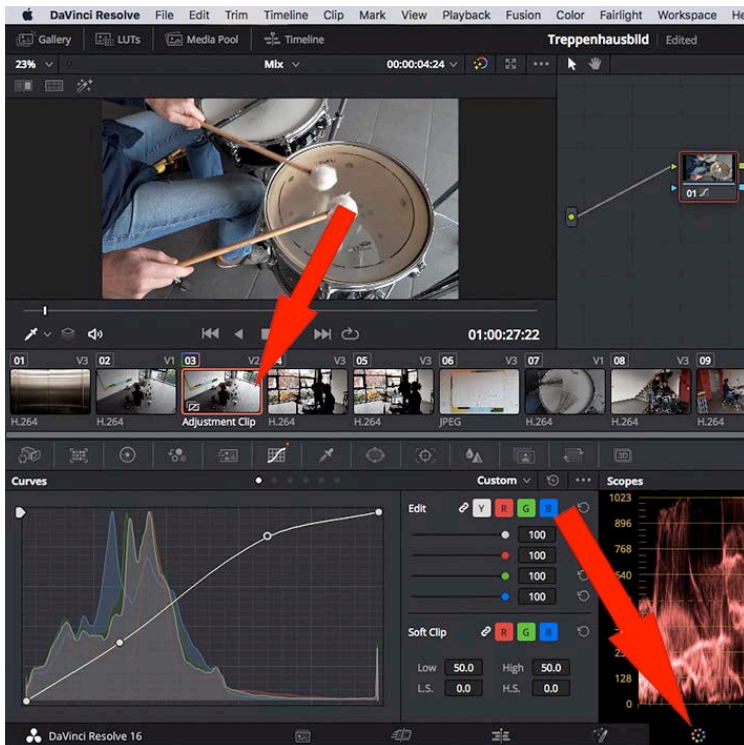 DaVinci Resolve File Edit Trim Timeline Clip Mark View Playback Fusion Color Fairlight Workspace
Gallery LUTs Media Pool Timeline Treppenhausbild Edited
23% Mix 00:00:04:24
01:00:27:22
01 V3 02 V1 03 V2 V3 05 V3 06 V3 07 V1 08 V3 09
H.264 H.264 Adjustment Clip H.264 H.264 JPEG H.264 H.264 H.264
01
3D
Curves Custom Scopes
Edit Y R G B
100
100
100
100
Soft Clip R G B
Low 50.0 High 50.0
L.S. 0.0 H.S. 0.0
1023
896
768
640
128
0
DaVinci Resolve 16